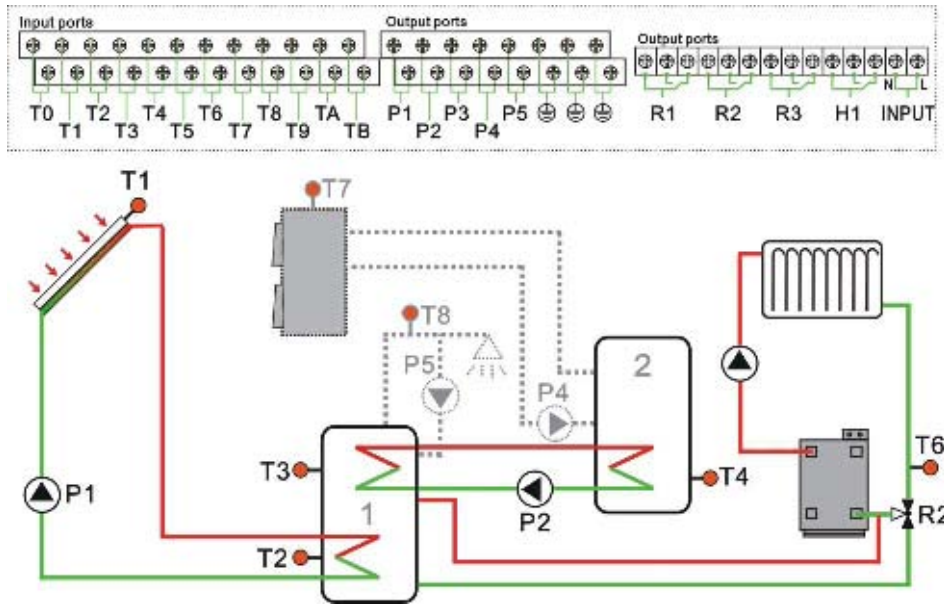 Input ports
Output ports
Output ports
T0 T2 T4 T6 T8 TA P1 P3 P5
T1 T3 T5 T7 T9 TB P2 P4
R1 R2 R3 H1 N L INPUT
T1
T7
T8
P5
2
P4
T6
T3
T4
P1
1
P2
R2
T2